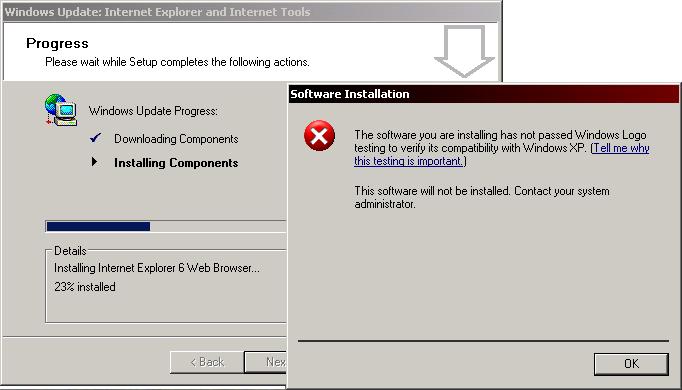 Windows Update: Internet Explorer and Internet Tools
Progress
Please wait while Setup completes the following actions.
Windows Update Progress:
Downloading Components
Installing Components
Details
Installing Internet Explorer 6 Web Browser...
23% installed
< Back
Software Installation
The software you are installing has not passed Windows Logo
testing to verify its compatibility with Windows XP. (Tell me why
this testing is important.)
This software will not be installed. Contact your system
administrator.
OK